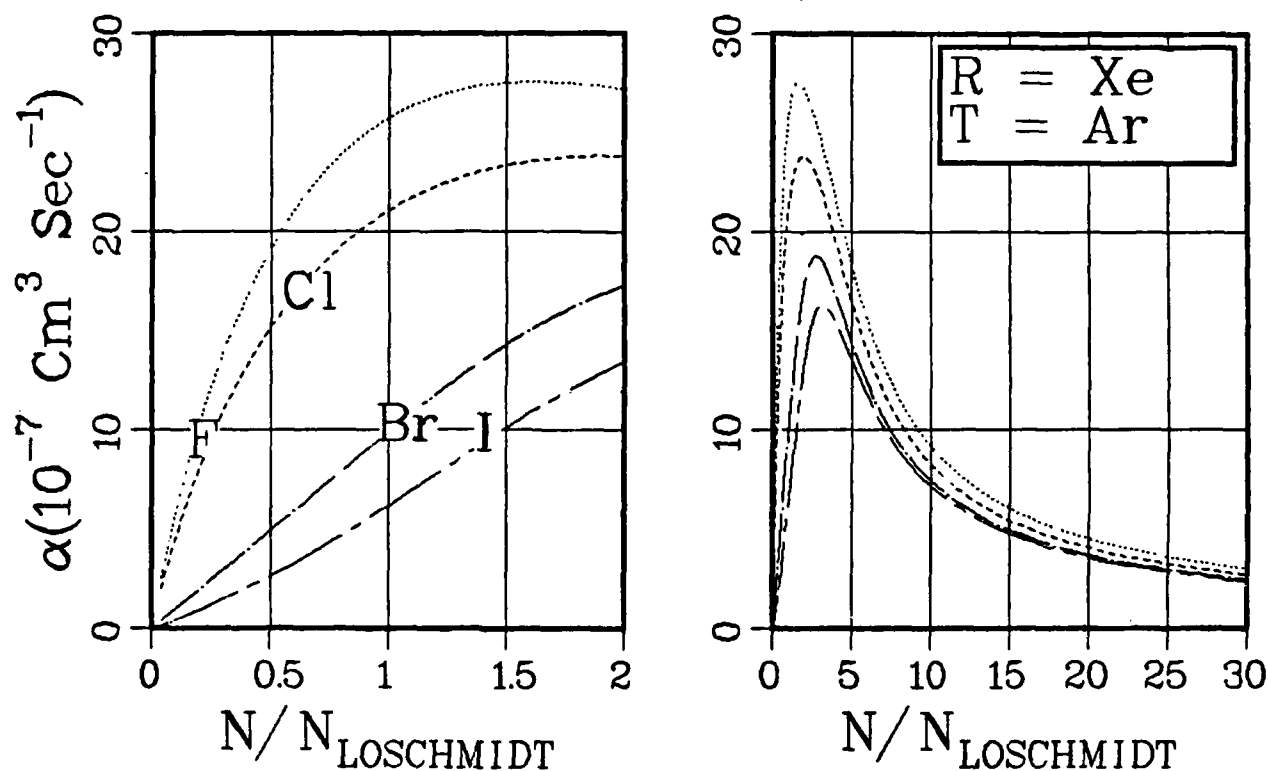 α(10⁻⁷ Cm³ Sec⁻¹)
30
20
10
0
F
Cl
Br
I
0 0.5 1 1.5 2
N/N_LOSCHMIDT
30
20
10
0
R = Xe
T = Ar
0 5 10 15 20 25 30
N/N_LOSCHMIDT